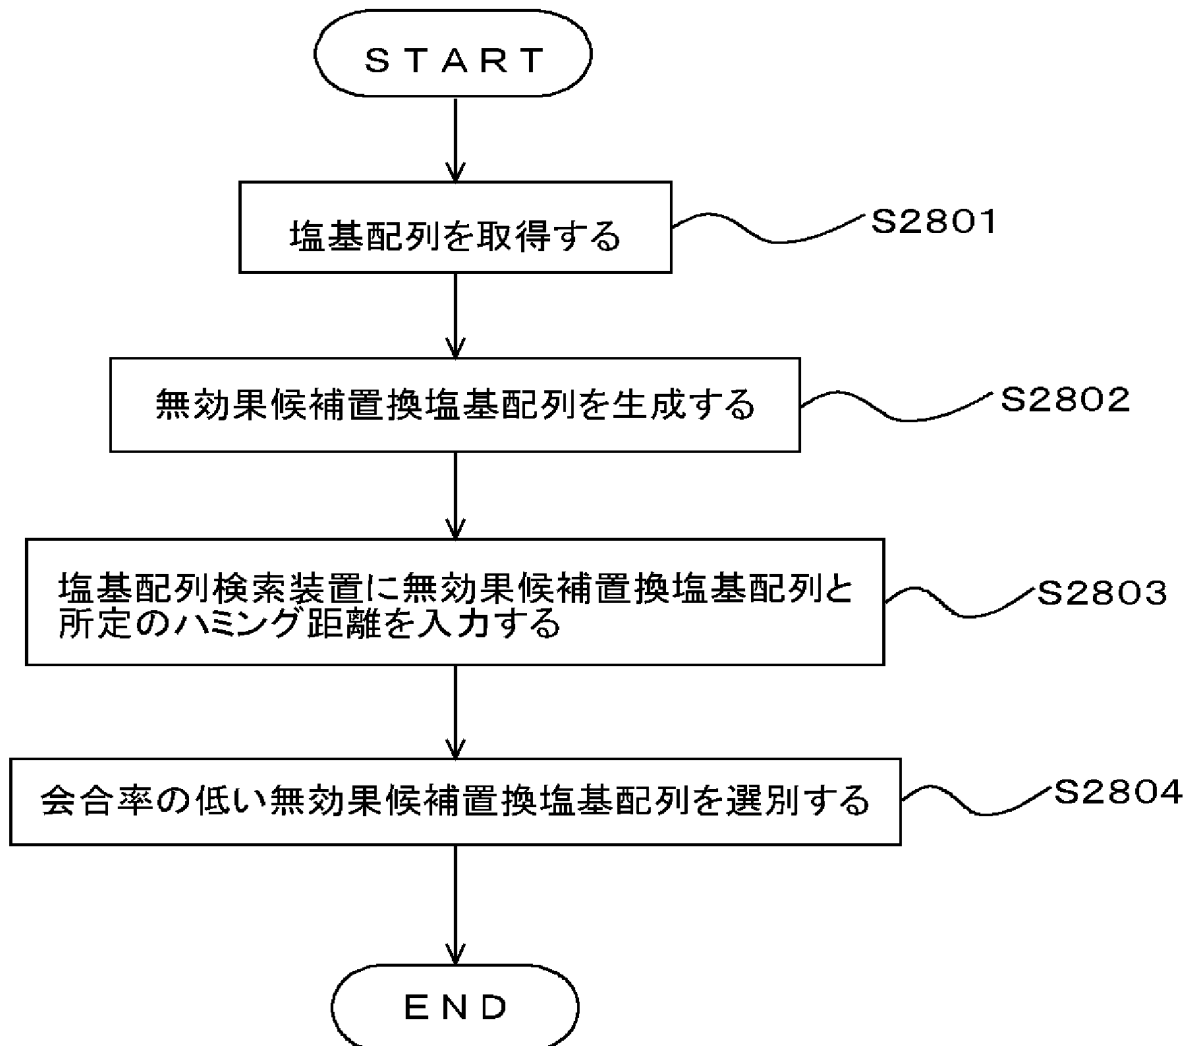 START
塩基配列を取得する
S2801
無効果候補置換塩基配列を生成する
S2802
塩基配列検索装置に無効果候補置換塩基配列と
所定のハミング距離を入力する
S2803
会合率の低い無効果候補置換塩基配列を選別する
S2804
END